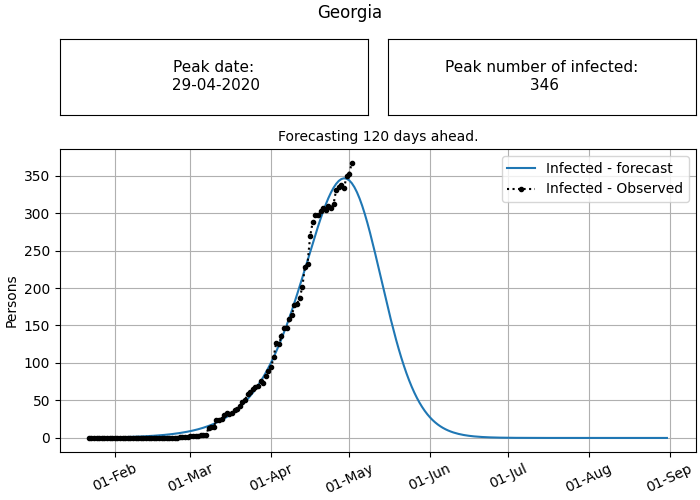 Georgia
Peak date:
29-04-2020
Peak number of infected:
346
Forecasting 120 days ahead.
Infected - forecast
Infected - Observed
Persons
350
300
250
200
150
100
50
0
01-Feb
01-Mar
01-Apr
01-May
01-Jun
01-Jul
01-Aug
01-Sep